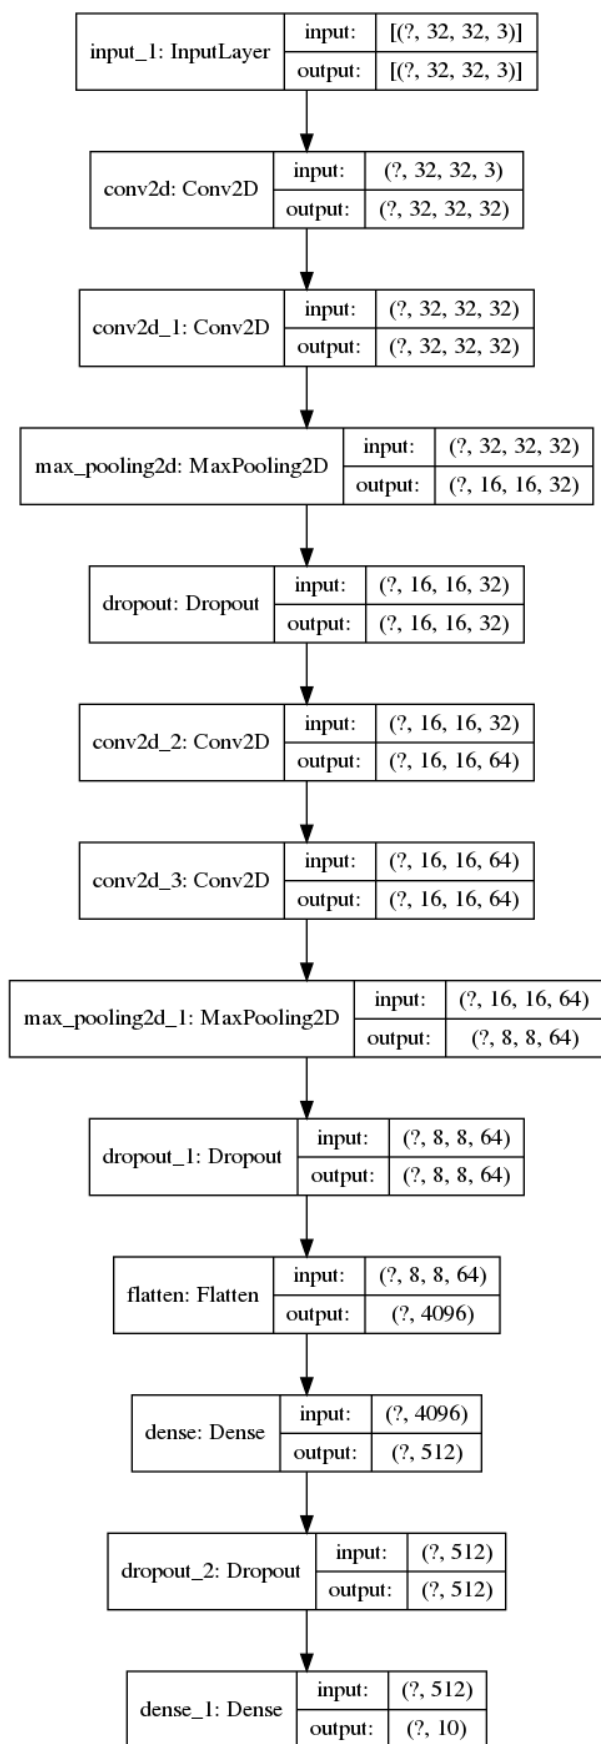 input_1: InputLayer
input: [(?, 32, 32, 3)]
output: [(?, 32, 32, 3)]
conv2d: Conv2D
input: (?, 32, 32, 3)
output: (?, 32, 32, 32)
conv2d_1: Conv2D
input: (?, 32, 32, 32)
output: (?, 32, 32, 32)
max_pooling2d: MaxPooling2D
input: (?, 32, 32, 32)
output: (?, 16, 16, 32)
dropout: Dropout
input: (?, 16, 16, 32)
output: (?, 16, 16, 32)
conv2d_2: Conv2D
input: (?, 16, 16, 32)
output: (?, 16, 16, 64)
conv2d_3: Conv2D
input: (?, 16, 16, 64)
output: (?, 16, 16, 64)
max_pooling2d_1: MaxPooling2D
input: (?, 16, 16, 64)
output: (?, 8, 8, 64)
dropout_1: Dropout
input: (?, 8, 8, 64)
output: (?, 8, 8, 64)
flatten: Flatten
input: (?, 8, 8, 64)
output: (?, 4096)
dense: Dense
input: (?, 4096)
output: (?, 512)
dropout_2: Dropout
input: (?, 512)
output: (?, 512)
dense_1: Dense
input: (?, 512)
output: (?, 10)